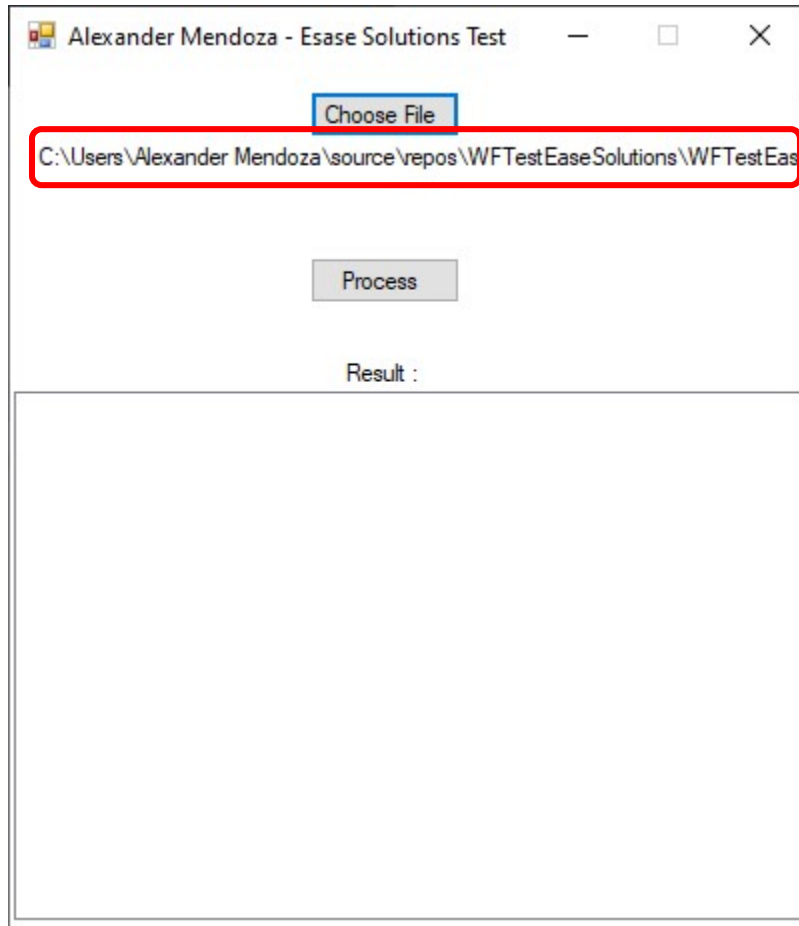 Alexander Mendoza - Esase Solutions Test
Choose File
C:\Users\Alexander Mendoza\source\repos\WFTestEaseSolutions\WFTestEas
Process
Result :